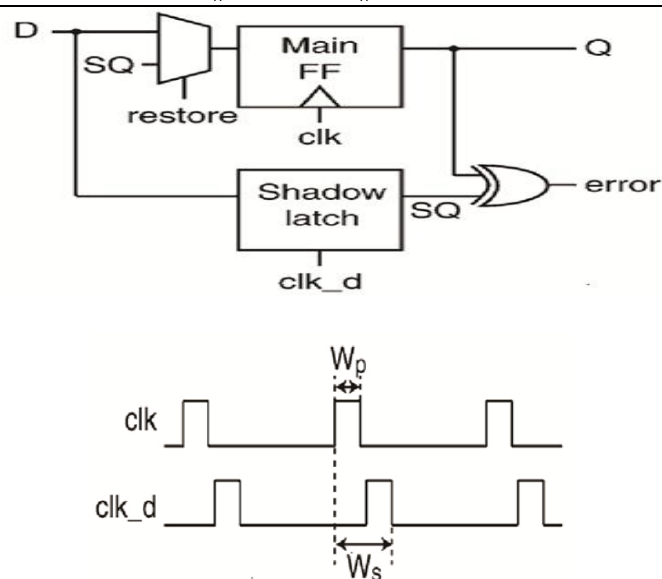 D
Main
FF
Q
SQ
restore
clk
Shadow
latch
SQ
error
clk_d
Wp
clk
clk_d
Ws